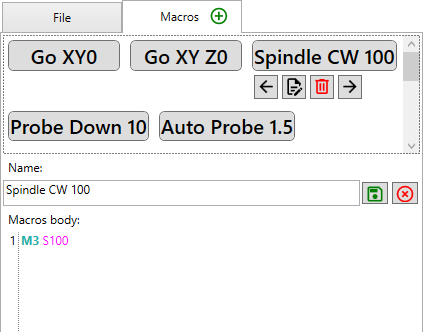 File Macros
Go XY0 Go XY Z0 Spindle CW 100
Probe Down 10 Auto Probe 1.5
Name:
Spindle CW 100
Macros body:
1 M3 S100